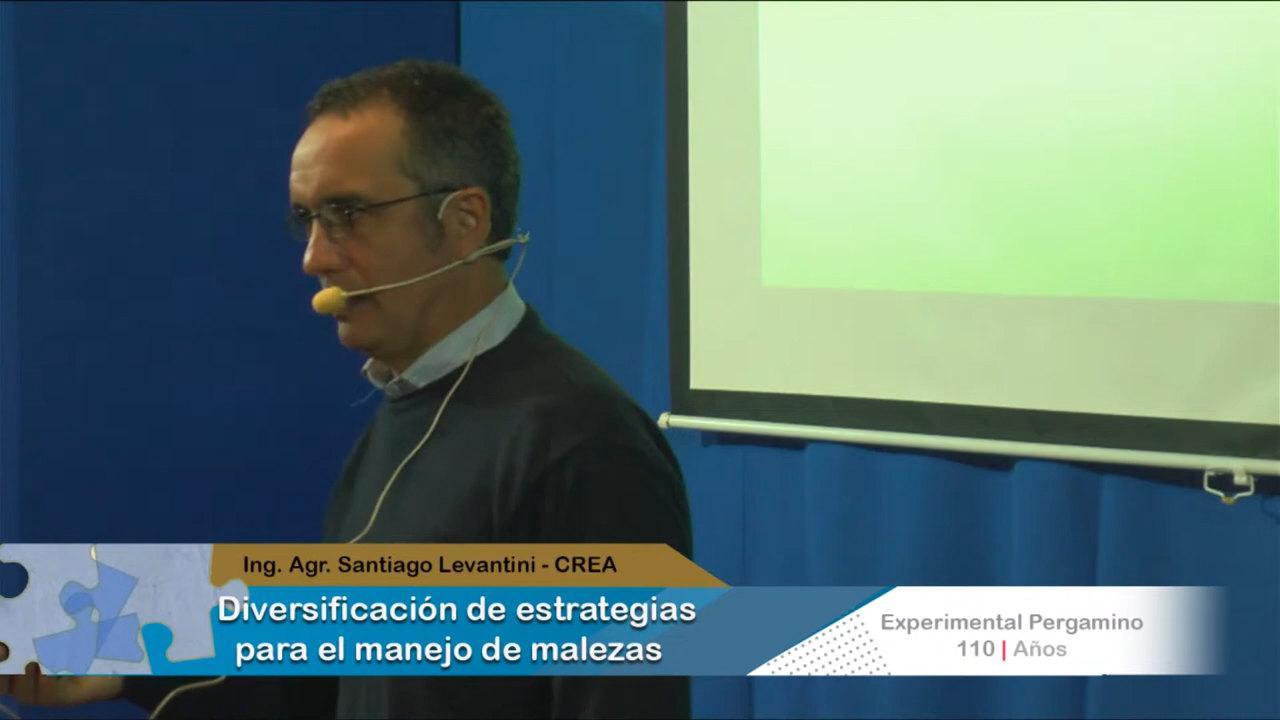 Ing. Agr. Santiago Levantini - CREA
Diversificación de estrategias
para el manejo de malezas
Experimental Pergamino
110 | Años